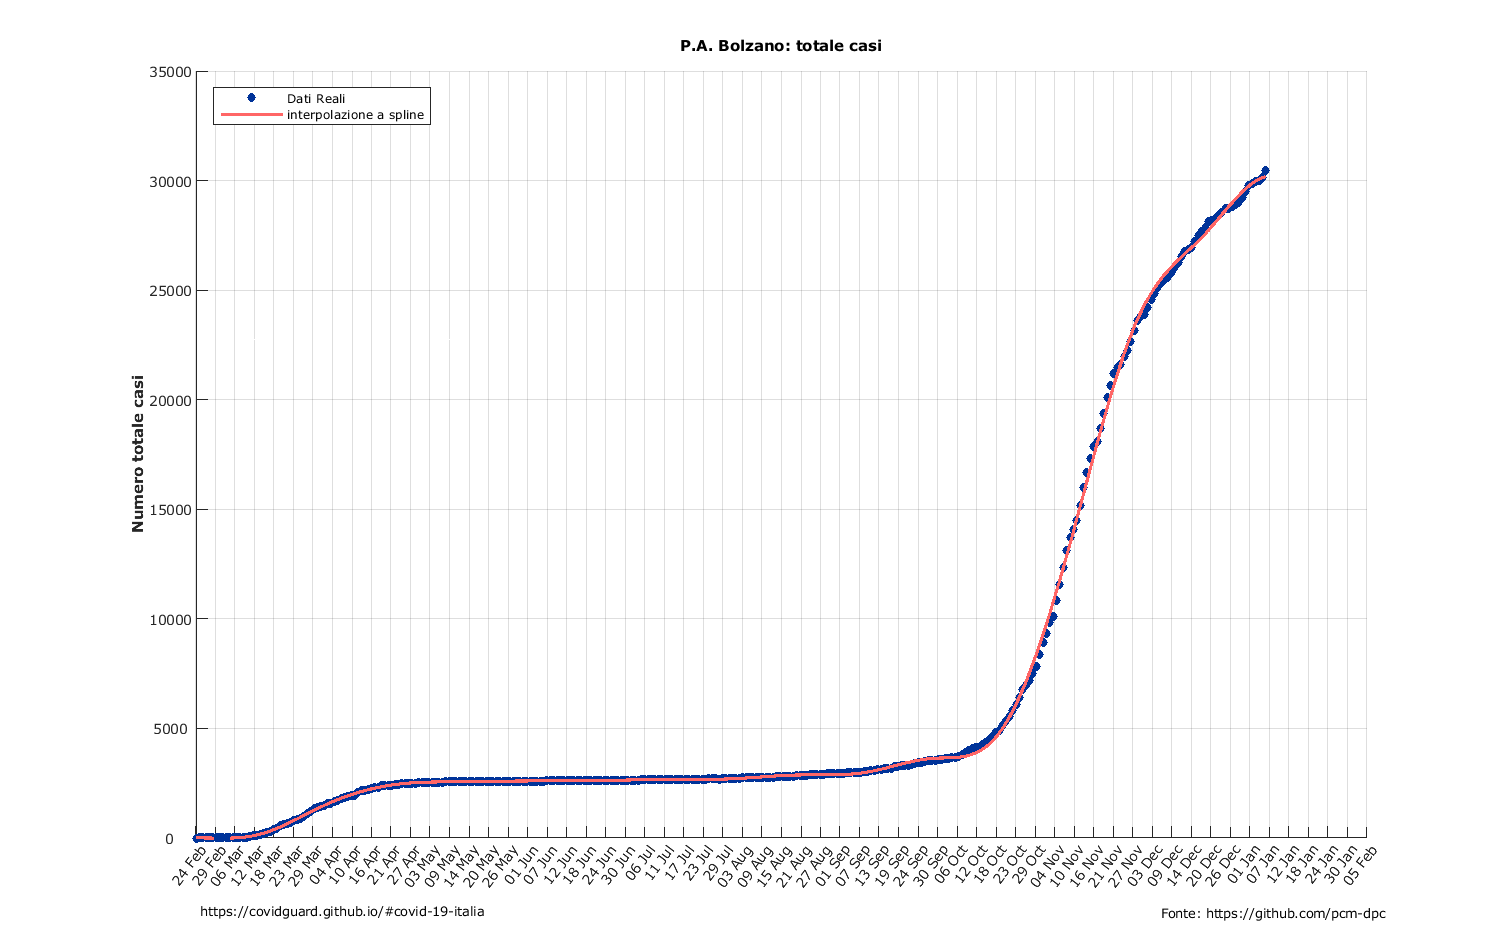 P.A. Bolzano: totale casi
35000
30000
25000
20000
15000
10000
5000
0
Dati Reali
interpolazione a spline
Numero totale casi
24 Feb
29 Feb
06 Mar
12 Mar
18 Mar
23 Mar
29 Mar
04 Apr
10 Apr
16 Apr
21 Apr
27 Apr
03 May
09 May
14 May
20 May
26 May
01 Jun
07 Jun
12 Jun
18 Jun
24 Jun
30 Jun
06 Jul
11 Jul
17 Jul
23 Jul
29 Jul
03 Aug
09 Aug
15 Aug
21 Aug
27 Aug
01 Sep
07 Sep
13 Sep
19 Sep
24 Sep
30 Sep
06 Oct
12 Oct
18 Oct
23 Oct
29 Oct
04 Nov
10 Nov
16 Nov
21 Nov
27 Nov
03 Dec
09 Dec
14 Dec
20 Dec
26 Dec
01 Jan
07 Jan
12 Jan
18 Jan
24 Jan
30 Jan
05 Feb
https://covidguard.github.io/#covid-19-italia
Fonte: https://github.com/pcm-dpc